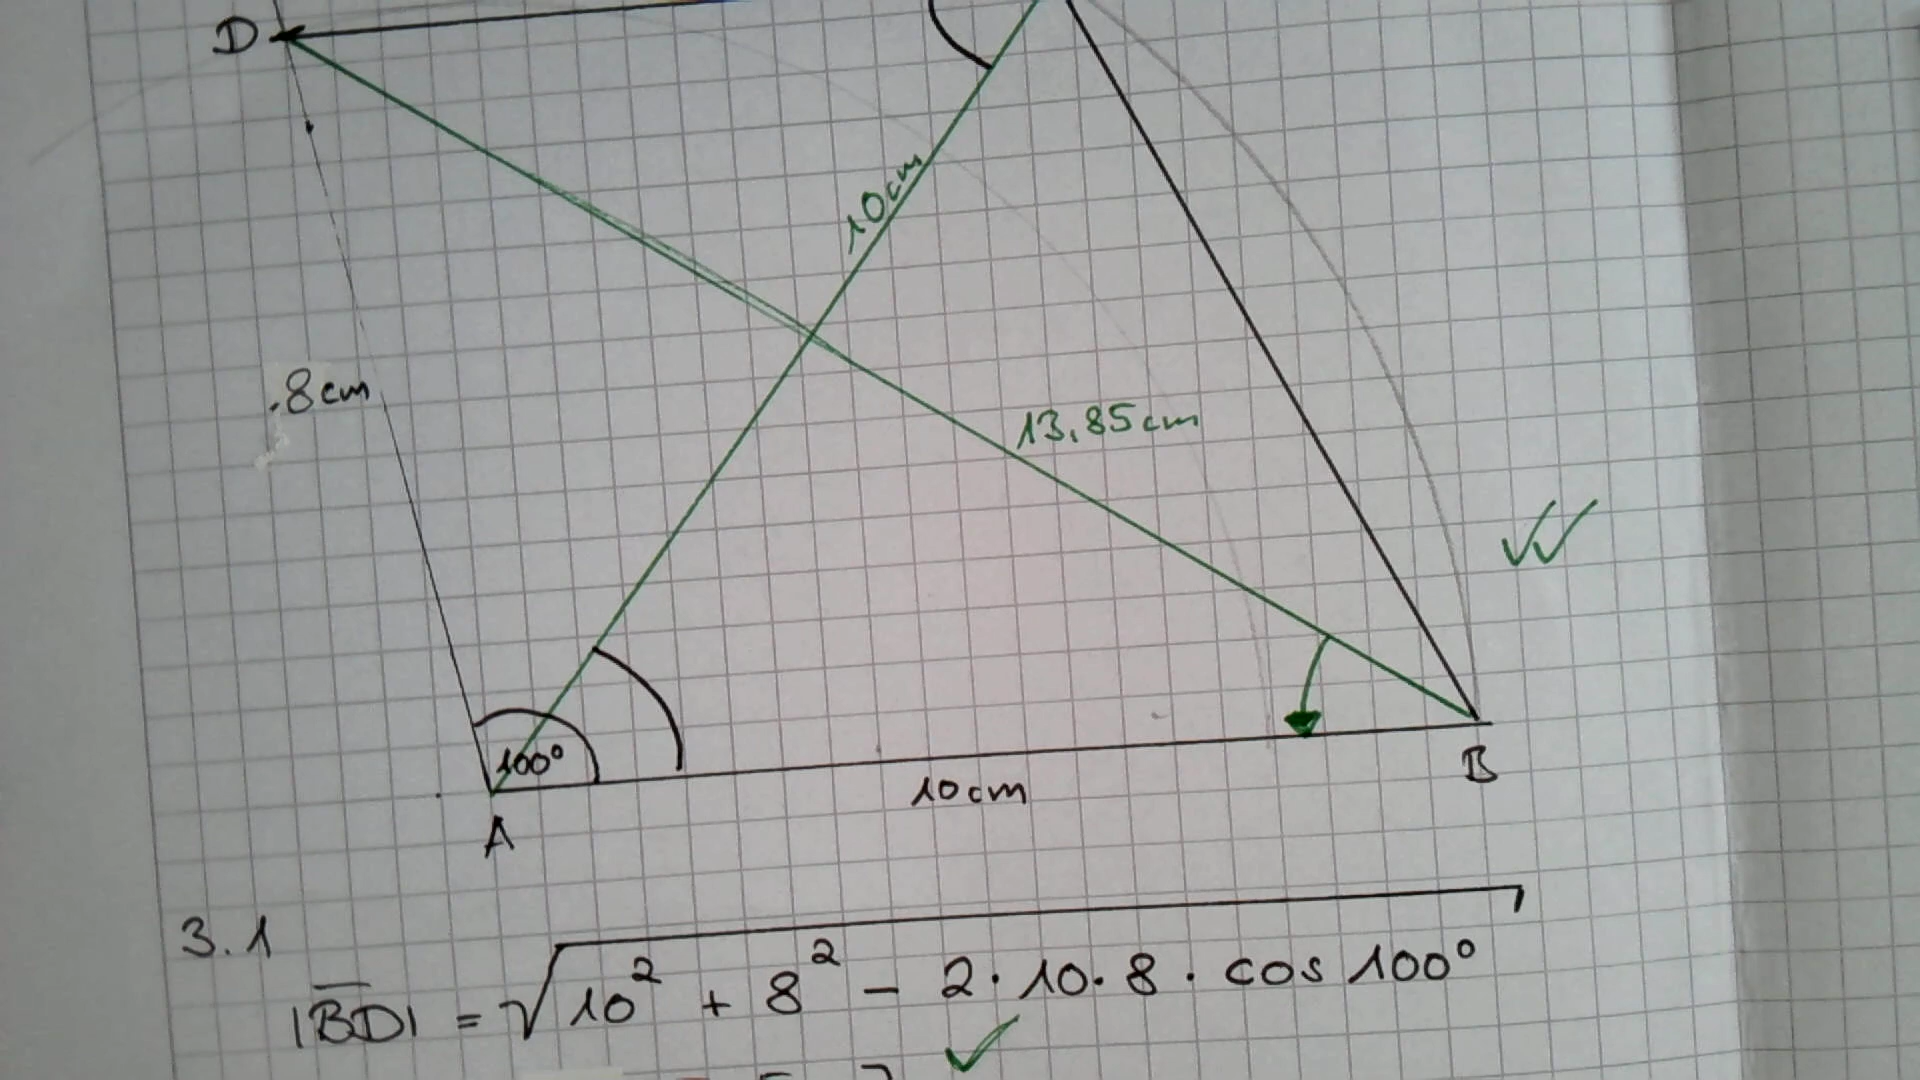 D
10cm
.8cm
13,85cm
100°
10cm
B
A
3.1
|BD| = √10² + 8² - 2·10·8·cos 100°